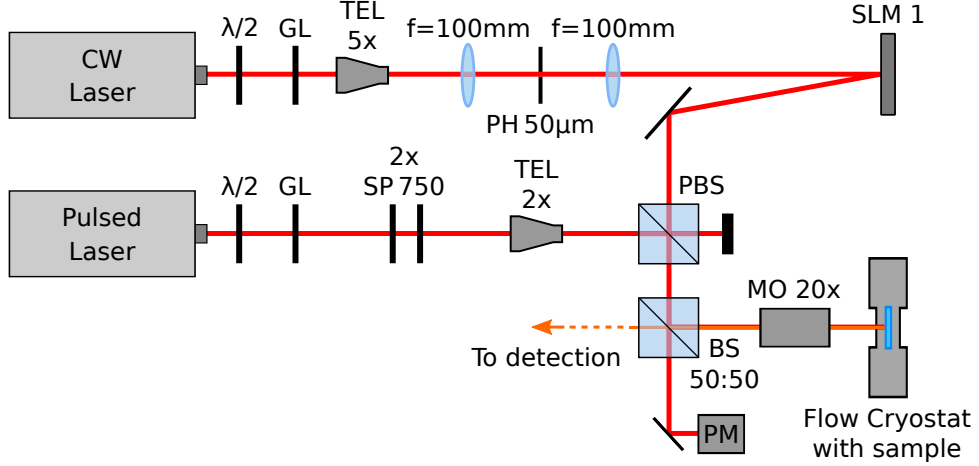 CW
Laser
λ/2
GL
TEL
5x
f=100mm
PH 50μm
f=100mm
SLM 1
Pulsed
Laser
λ/2
GL
2x
SP 750
TEL
2x
PBS
To detection
BS
50:50
MO 20x
PM
Flow Cryostat
with sample